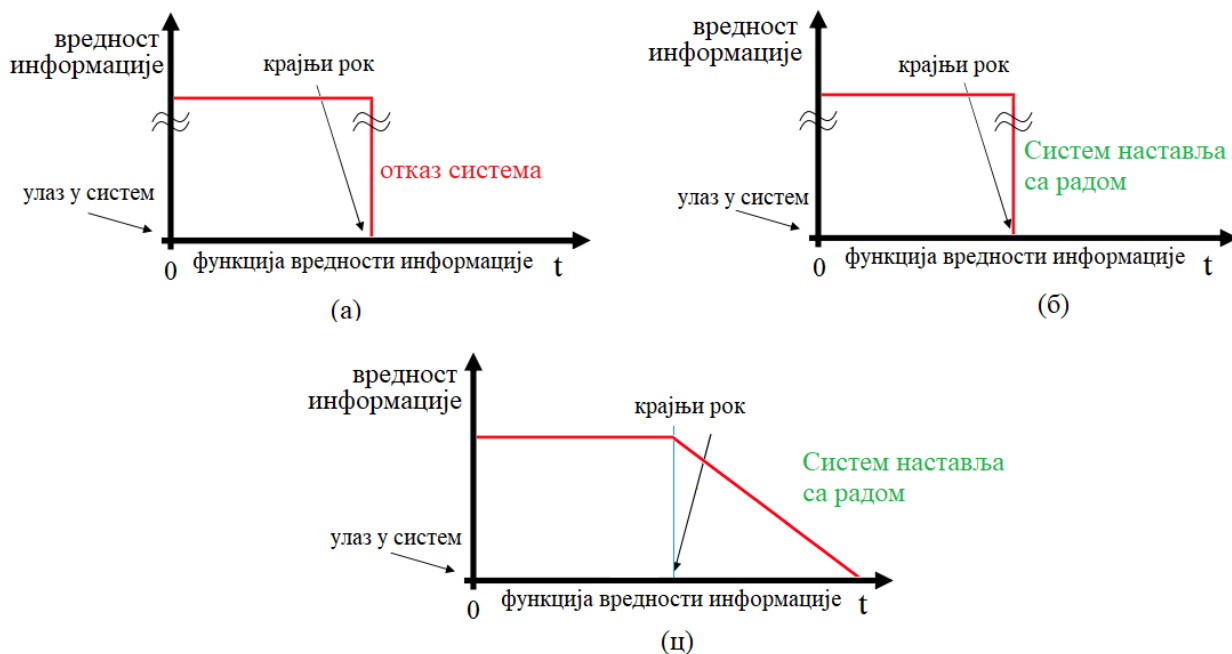 вредност
информације
крајњи рок
отказ система
улаз у систем
0
функција вредности информације
t
(а)
вредност
информације
крајњи рок
Систем наставља
са радом
улаз у систем
0
функција вредности информације
t
(б)
вредност
информације
крајњи рок
Систем наставља
са радом
улаз у систем
0
функција вредности информације
t
(ц)